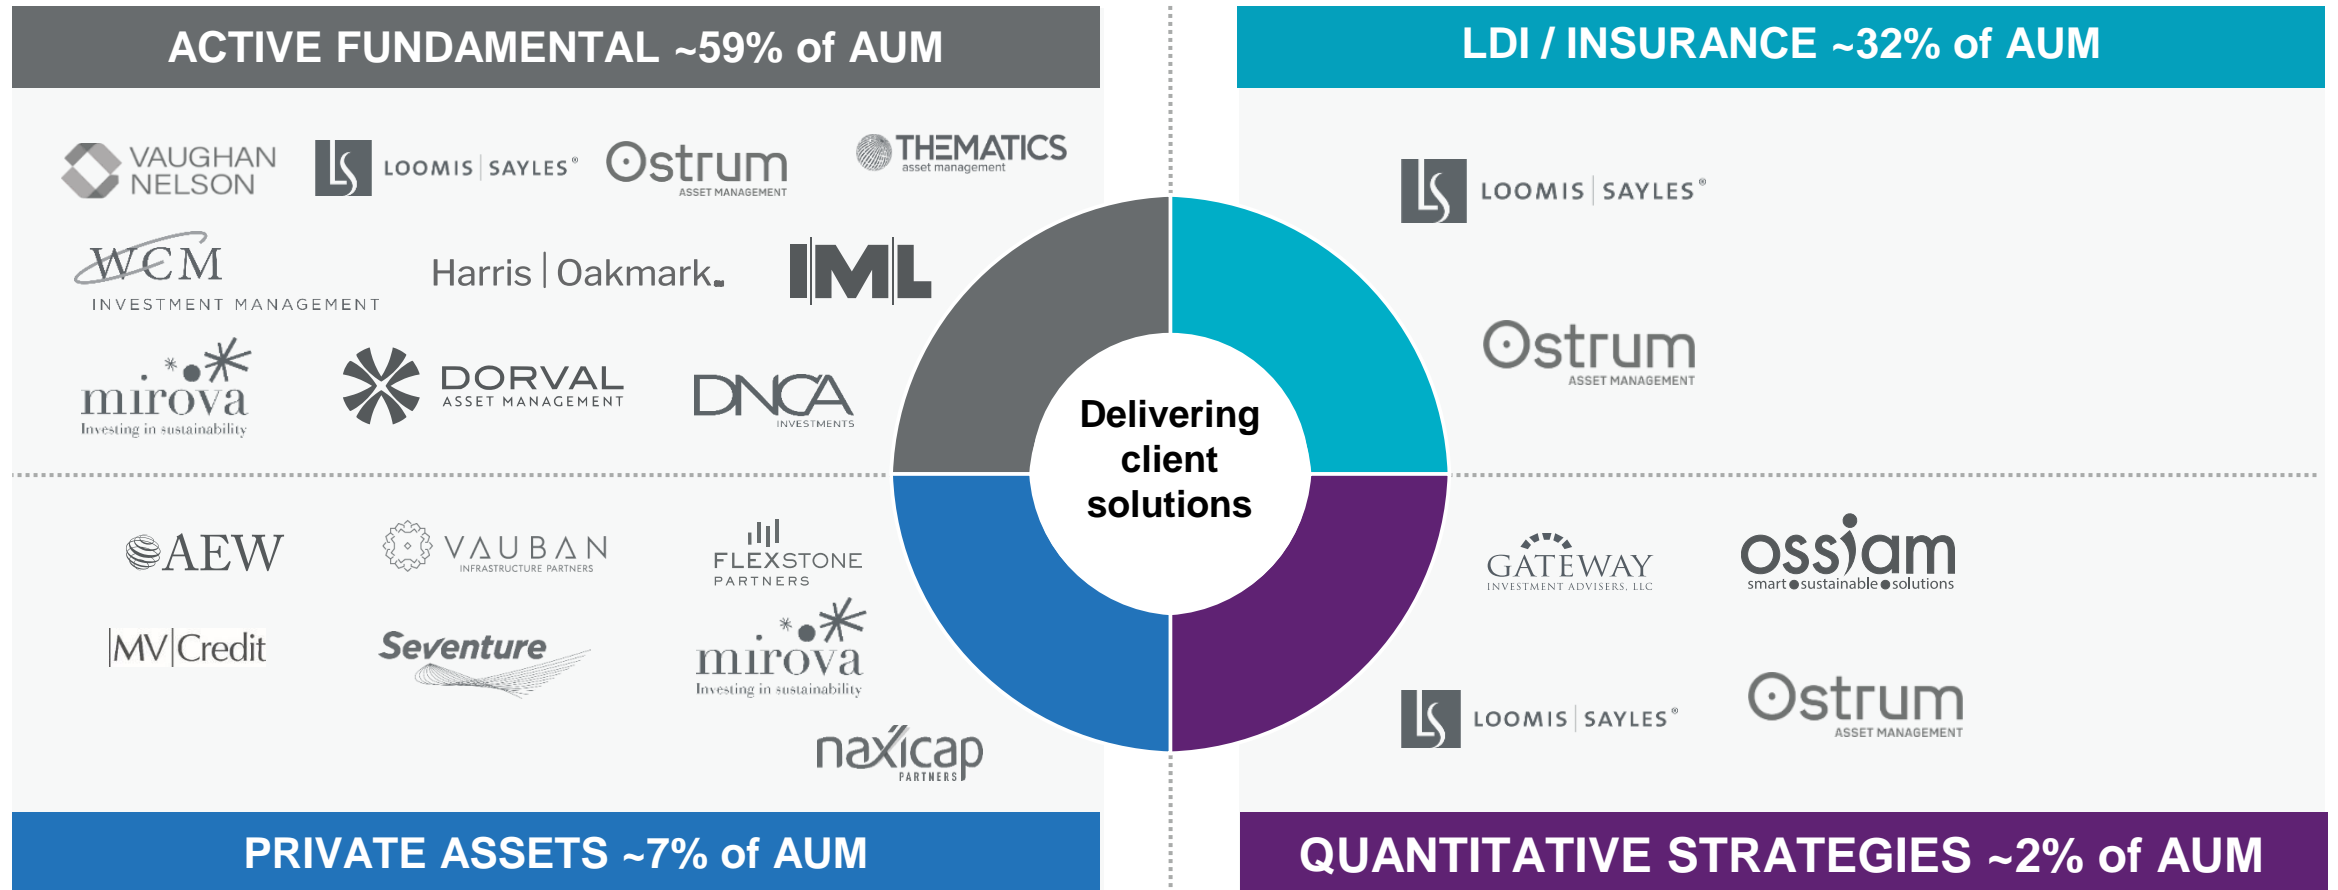 ACTIVE FUNDAMENTAL ~59% of AUM
VAUGHAN
NELSON
LS LOOMIS | SAYLES®
Ostrum
ASSET MANAGEMENT
THEMATICS
asset management
WCM
INVESTMENT MANAGEMENT
Harris | Oakmark
IML
mirova
Investing in sustainability
DORVAL
ASSET MANAGEMENT
DNCA
INVESTMENTS
LDI / INSURANCE ~32% of AUM
LS LOOMIS | SAYLES®
Ostrum
ASSET MANAGEMENT
Delivering
client
solutions
AEW
VAUBAN
INFRASTRUCTURE PARTNERS
FLEXSTONE
PARTNERS
|MV|Credit
Seventure
mirova
Investing in sustainability
naxicap
PARTNERS
PRIVATE ASSETS ~7% of AUM
GATEWAY
INVESTMENT ADVISERS, LLC
ossiam
smart●sustainable●solutions
LS LOOMIS | SAYLES®
Ostrum
ASSET MANAGEMENT
QUANTITATIVE STRATEGIES ~2% of AUM